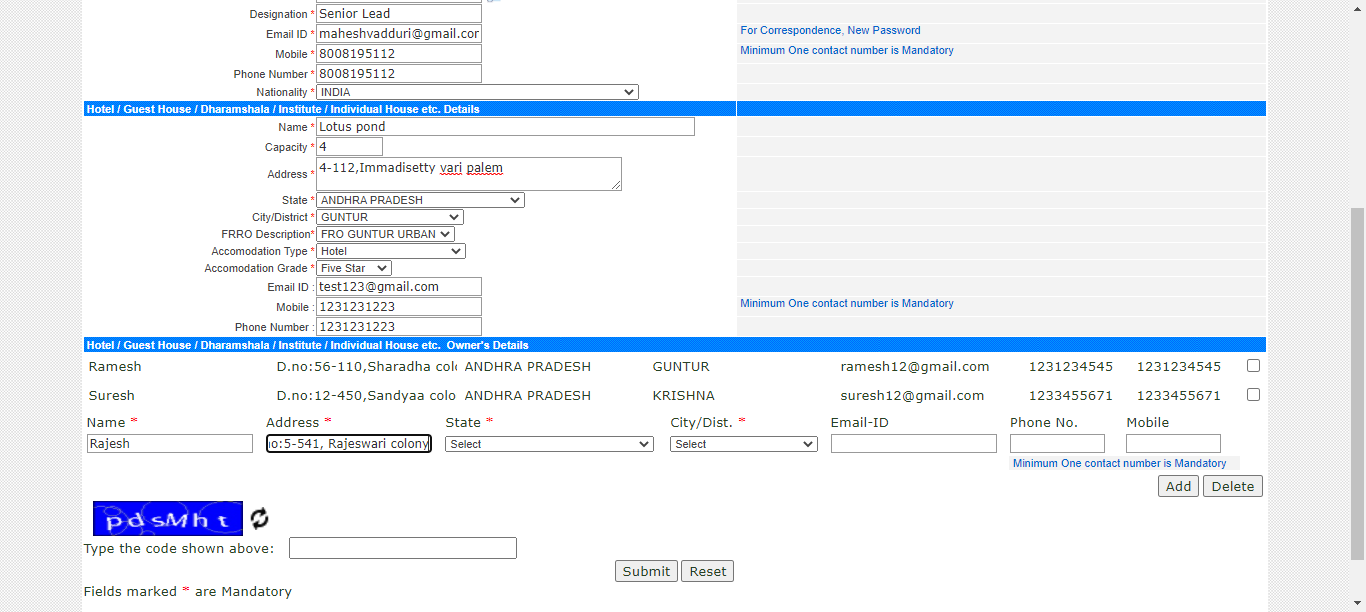 Designation * Senior Lead
Email ID * maheshvadduri@gmail.cor For Correspondence, New Password
Mobile * 8008195112 Minimum One contact number is Mandatory
Phone Number * 8008195112
Nationality * INDIA
Hotel / Guest House / Dharamshala / Institute / Individual House etc. Details
Name * Lotus pond
Capacity * 4
Address * 4-112,Immadisetty vari palem
State * ANDHRA PRADESH
City/District * GUNTUR
FRRO Description* FRO GUNTUR URBAN
Accomodation Type * Hotel
Accomodation Grade * Five Star
Email ID : test123@gmail.com
Mobile : 1231231223 Minimum One contact number is Mandatory
Phone Number : 1231231223
Hotel / Guest House / Dharamshala / Institute / Individual House etc. Owner's Details
Ramesh D.no:56-110,Sharadha colo ANDHRA PRADESH GUNTUR ramesh12@gmail.com 1231234545 1231234545
Suresh D.no:12-450,Sandyaa colo ANDHRA PRADESH KRISHNA suresh12@gmail.com 1233455671 1233455671
Name * Address * State * City/Dist. * Email-ID Phone No. Mobile
Rajesh no:5-541, Rajeswari colony Select Select
Minimum One contact number is Mandatory
Add Delete
pdsMht
Type the code shown above:
Submit Reset
Fields marked * are Mandatory